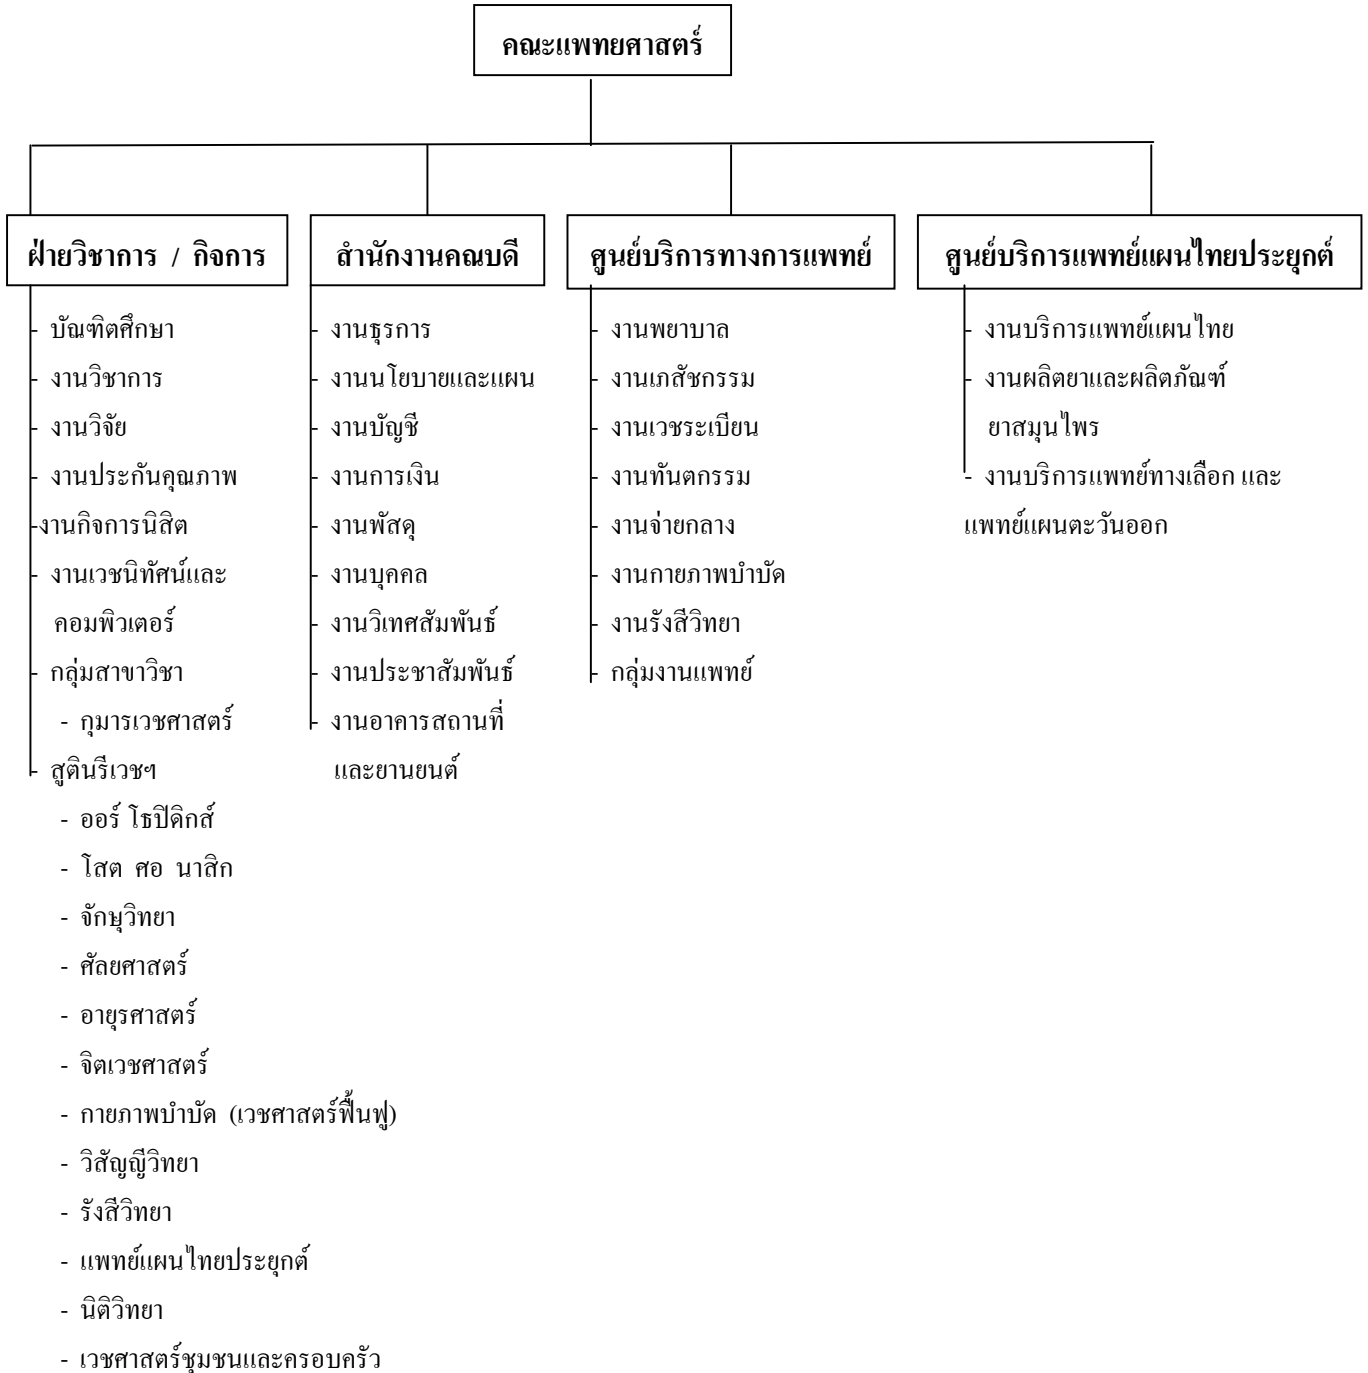 คณะแพทยศาสตร์
ฝ่ายวิชาการ / กิจการ
- บัณฑิตศึกษา
- งานวิชาการ
- งานวิจัย
- งานประกันคุณภาพ
-งานกิจการนิสิต
- งานเวชนิทัศน์และ
คอมพิวเตอร์
- กลุ่มสาขาวิชา
- กุมารเวชศาสตร์
- สูตินรีเวชฯ
- ออร์โธปิดิกส์
- โสต ศอ นาสิก
- จักษุวิทยา
- ศัลยศาสตร์
- อายุรศาสตร์
- จิตเวชศาสตร์
- กายภาพบำบัด (เวชศาสตร์ฟื้นฟู)
- วิสัญญีวิทยา
- รังสีวิทยา
- แพทย์แผนไทยประยุกต์
- นิติวิทยา
- เวชศาสตร์ชุมชนและครอบครัว
สำนักงานคณบดี
- งานธุรการ
- งานนโยบายและแผน
- งานบัญชี
- งานการเงิน
- งานพัสดุ
- งานบุคคล
- งานวิเทศสัมพันธ์
- งานประชาสัมพันธ์
- งานอาคารสถานที่
และยานยนต์
ศูนย์บริการทางการแพทย์
- งานพยาบาล
- งานเภสัชกรรม
- งานเวชระเบียน
- งานทันตกรรม
- งานจ่ายกลาง
- งานกายภาพบำบัด
- งานรังสีวิทยา
- กลุ่มงานแพทย์
ศูนย์บริการแพทย์แผนไทยประยุกต์
- งานบริการแพทย์แผนไทย
- งานผลิตยาและผลิตภัณฑ์
ยาสมุนไพร
- งานบริการแพทย์ทางเลือก และ
แพทย์แผนตะวันออก